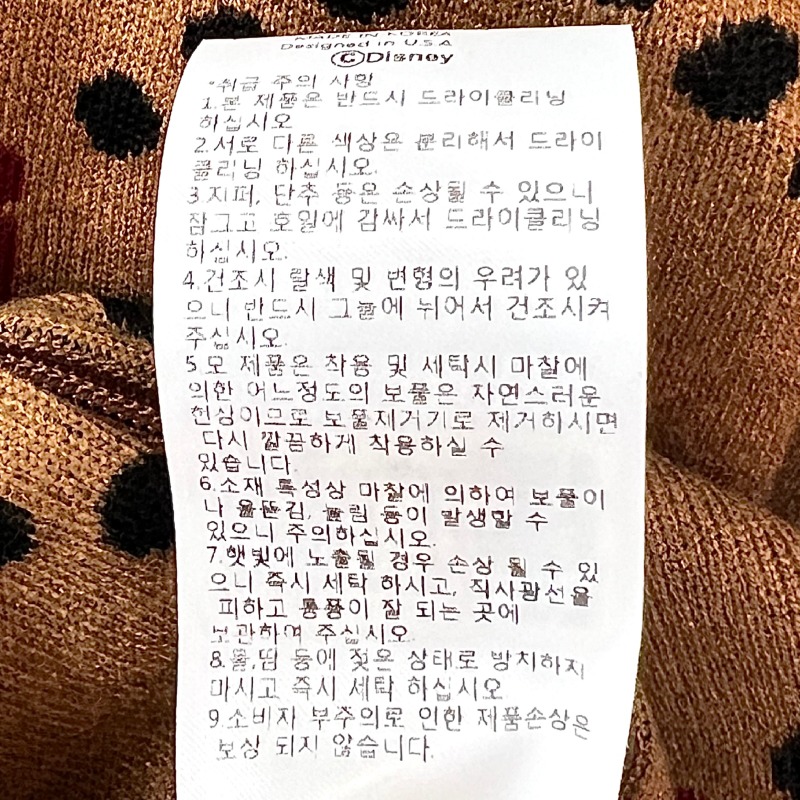 MADE IN KOREA
Designed in U.S.A
ⒸDisney
*취급 주의 사항
1.본 제품은 반드시 드라이클리닝
하십시오
2.서로 다른 색상은 분리해서 드라이
클리닝 하십시오.
3.지퍼, 단추 등은 손상될 수 있으니
잠그고 호일에 감싸서 드라이클리닝
하십시오.
4.건조시 탈색 및 변형의 우려가 있
으니 반드시 그늘에 뉘어서 건조시켜
주십시오.
5.모 제품은 착용 및 세탁시 마찰에
의한 어느정도의 보풀은 자연스러운
현상이므로 보풀제거기로 제거하시면
다시 깔끔하게 착용하실 수
있습니다.
6.소재 특성상 마찰에 의하여 보풀이
나 올뜯김, 눌림 등이 발생할 수
있으니 주의하십시오.
7.햇빛에 노출될 경우 손상 될 수 있
으니 즉시 세탁 하시고, 직사광선을
피하고 통풍이 잘 되는 곳에
보관하여 주십시오.
8.물,땀 등에 젖은 상태로 방치하지
마시고 즉시 세탁 하십시오
9.소비자 부주의로 인한 제품손상은
보상 되지 않습니다.